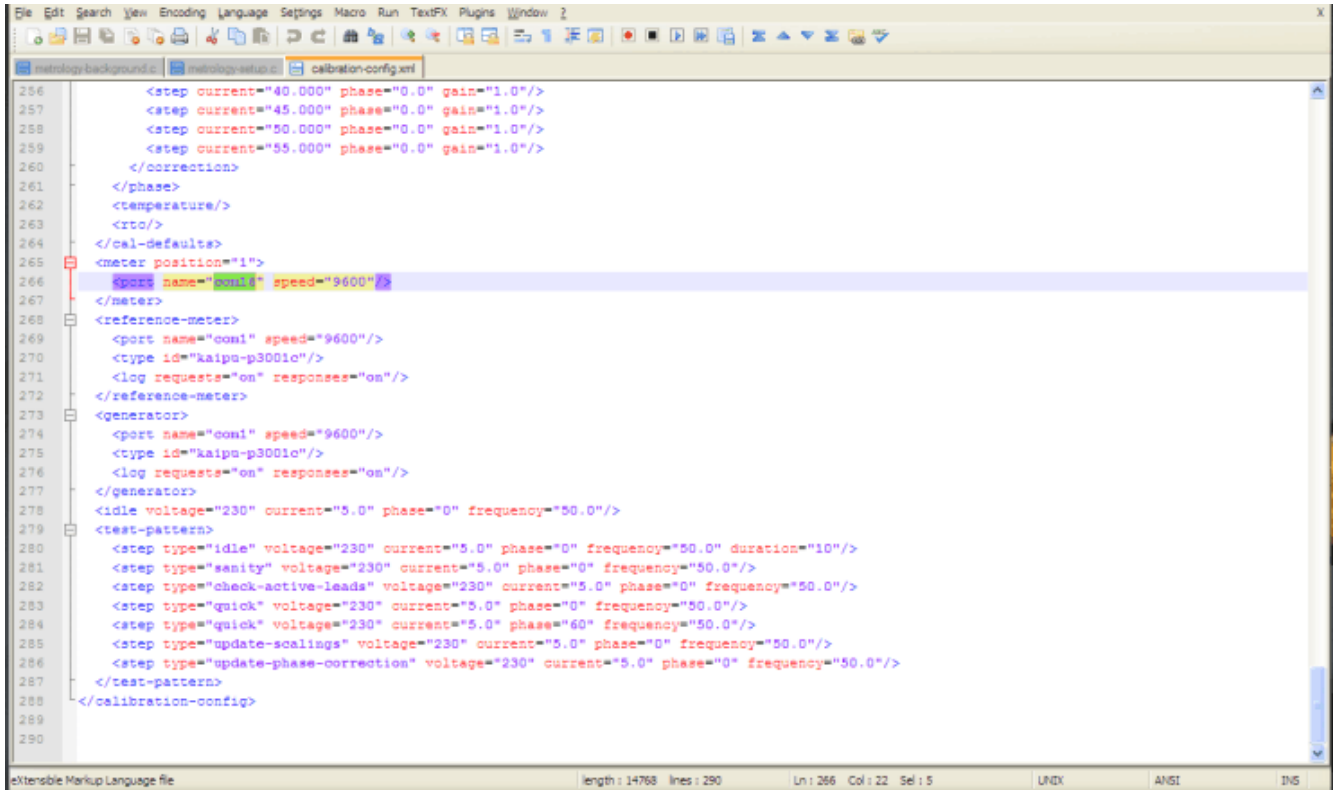 File Edit Search View Encoding Language Settings Macro Run TextFX Plugins Window ? X
metrology-background.c metrology-setup.c calibration-config.xml
256 <step current="40.000" phase="0.0" gain="1.0"/>
257 <step current="45.000" phase="0.0" gain="1.0"/>
258 <step current="50.000" phase="0.0" gain="1.0"/>
259 <step current="55.000" phase="0.0" gain="1.0"/>
260 </correction>
261 </phase>
262 <temperature/>
263 <rtc/>
264 </cal-defaults>
265 <meter position="1">
266 <port name="com18" speed="9600"/>
267 </meter>
268 <reference-meter>
269 <port name="com1" speed="9600"/>
270 <type id="kaipu-p3001c"/>
271 <log requests="on" responses="on"/>
272 </reference-meter>
273 <generator>
274 <port name="com1" speed="9600"/>
275 <type id="kaipu-p3001c"/>
276 <log requests="on" responses="on"/>
277 </generator>
278 <idle voltage="230" current="5.0" phase="0" frequency="50.0"/>
279 <test-pattern>
280 <step type="idle" voltage="230" current="5.0" phase="0" frequency="50.0" duration="10"/>
281 <step type="sanity" voltage="230" current="5.0" phase="0" frequency="50.0"/>
282 <step type="check-active-leads" voltage="230" current="5.0" phase="0" frequency="50.0"/>
283 <step type="quick" voltage="230" current="5.0" phase="0" frequency="50.0"/>
284 <step type="quick" voltage="230" current="5.0" phase="60" frequency="50.0"/>
285 <step type="update-scalings" voltage="230" current="5.0" phase="0" frequency="50.0"/>
286 <step type="update-phase-correction" voltage="230" current="5.0" phase="0" frequency="50.0"/>
287 </test-pattern>
288 </calibration-config>
289
290
eXtensible Markup Language file length : 14768 lines : 290 Ln : 266 Col : 22 Sel : 5 UNIX ANSI INS